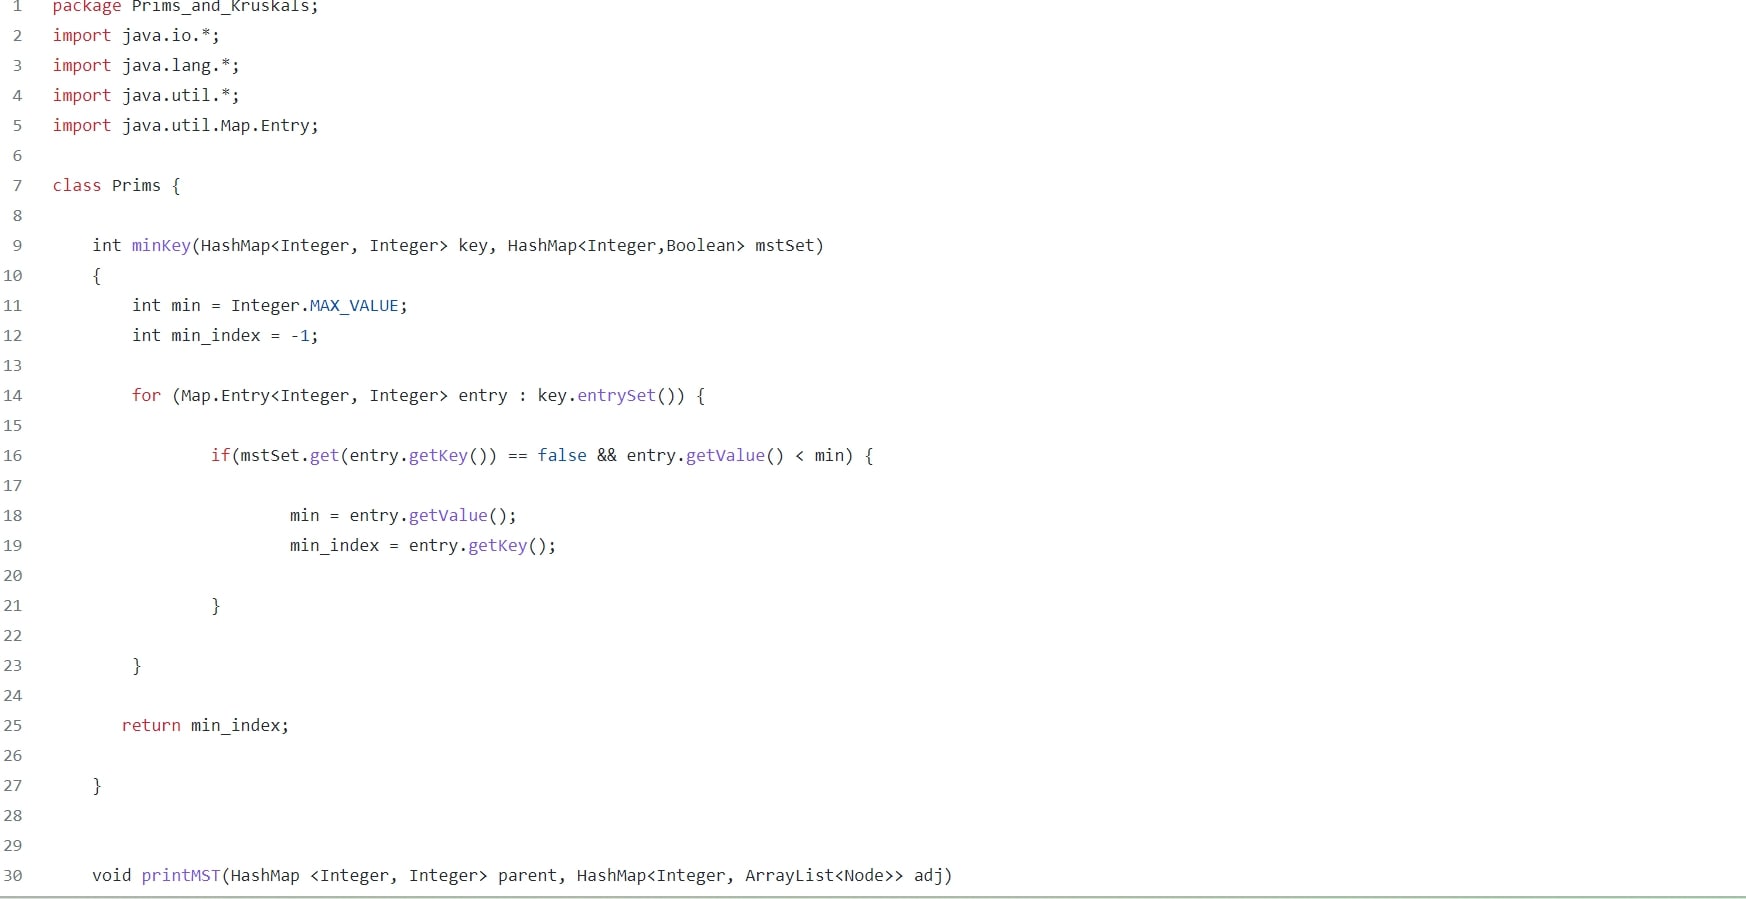 1 package Prims_and_Kruskals;
2 import java.io.*;
3 import java.lang.*;
4 import java.util.*;
5 import java.util.Map.Entry;
6
7 class Prims {
8
9 int minKey(HashMap<Integer, Integer> key, HashMap<Integer,Boolean> mstSet)
10 {
11 int min = Integer.MAX_VALUE;
12 int min_index = -1;
13
14 for (Map.Entry<Integer, Integer> entry : key.entrySet()) {
15
16 if(mstSet.get(entry.getKey()) == false && entry.getValue() < min) {
17
18 min = entry.getValue();
19 min_index = entry.getKey();
20
21 }
22
23 }
24
25 return min_index;
26
27 }
28
29
30 void printMST(HashMap <Integer, Integer> parent, HashMap<Integer, ArrayList<Node>> adj)